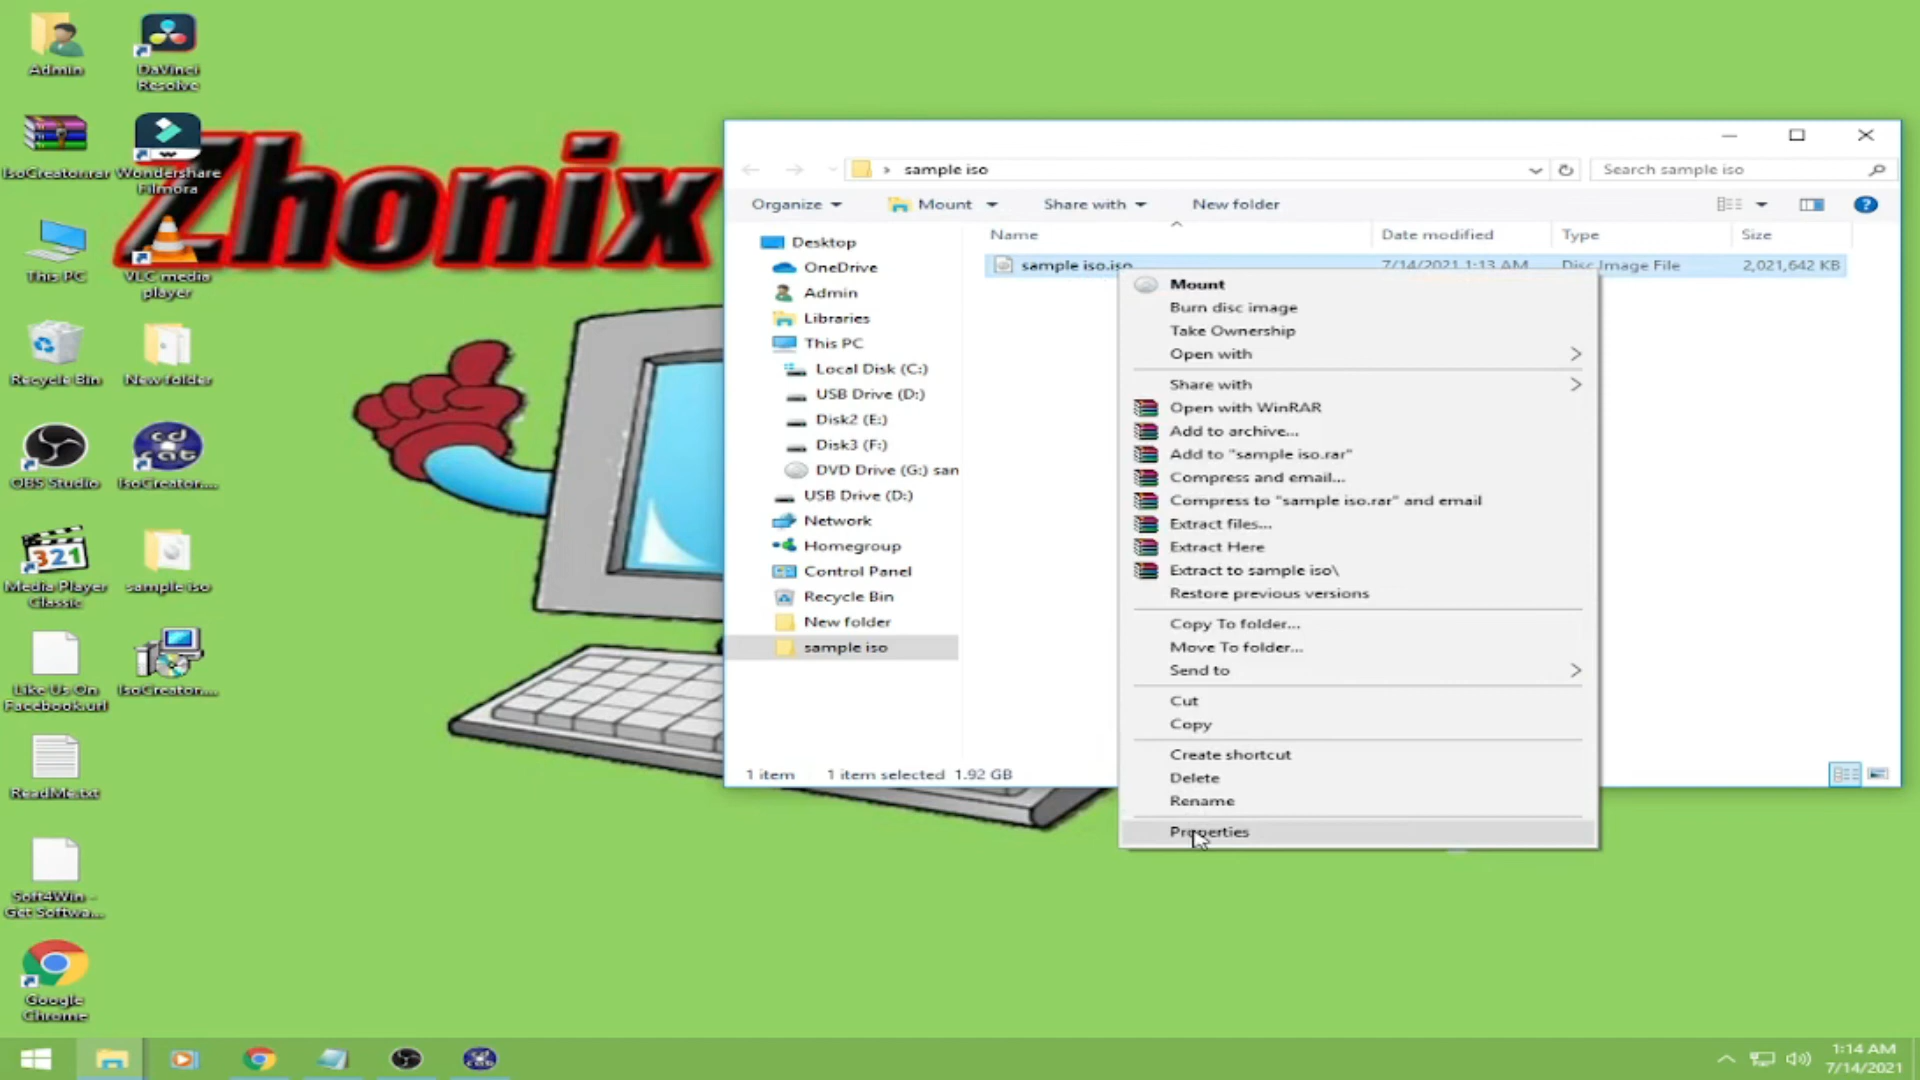 Admin
DaVinci
Resolve
IsoCreator.rar
Wondershare
Filmora
This PC
VLC media
player
Recycle Bin
New folder
OBS Studio
IsoCreator....
Media Player
Classic
sample iso
Like Us On
Facebook.url
IsoCreator....
ReadMe.txt
Soft4Win -
Get Softwa...
Google
Chrome
Zhonix
cd
cat
321
sample iso
Search sample iso
Organize
Mount
Share with
New folder
?
Name
Date modified
Type
Size
sample iso.iso
7/14/2021 1:13 AM
Disc Image File
2,021,642 KB
Desktop
OneDrive
Admin
Libraries
This PC
Local Disk (C:)
USB Drive (D:)
Disk2 (E:)
Disk3 (F:)
DVD Drive (G:) san
USB Drive (D:)
Network
Homegroup
Control Panel
Recycle Bin
New folder
sample iso
1 item
1 item selected 1.92 GB
Mount
Burn disc image
Take Ownership
Open with
Share with
Open with WinRAR
Add to archive...
Add to "sample iso.rar"
Compress and email...
Compress to "sample iso.rar" and email
Extract files...
Extract Here
Extract to sample iso\
Restore previous versions
Copy To folder...
Move To folder...
Send to
Cut
Copy
Create shortcut
Delete
Rename
Properties
1:14 AM
7/14/2021